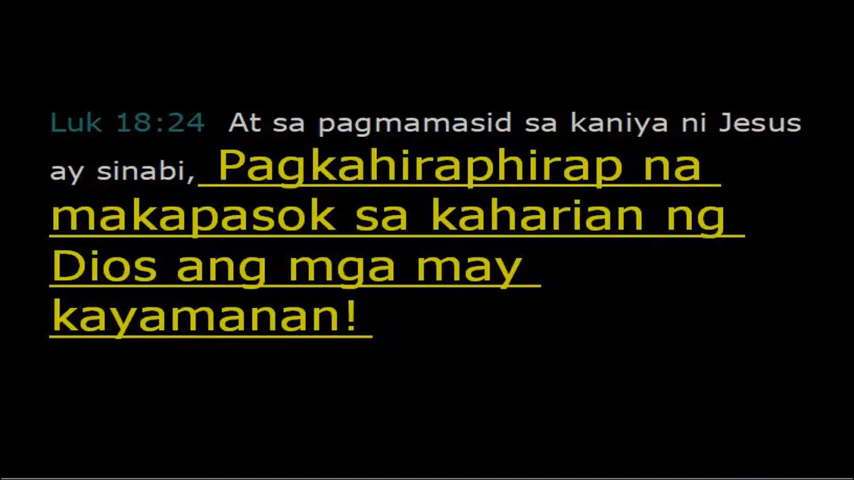 Luk 18:24 At sa pagmamasid sa kaniya ni Jesus
ay sinabi, Pagkahiraphirap na
makapasok sa kaharian ng
Dios ang mga may
kayamanan!